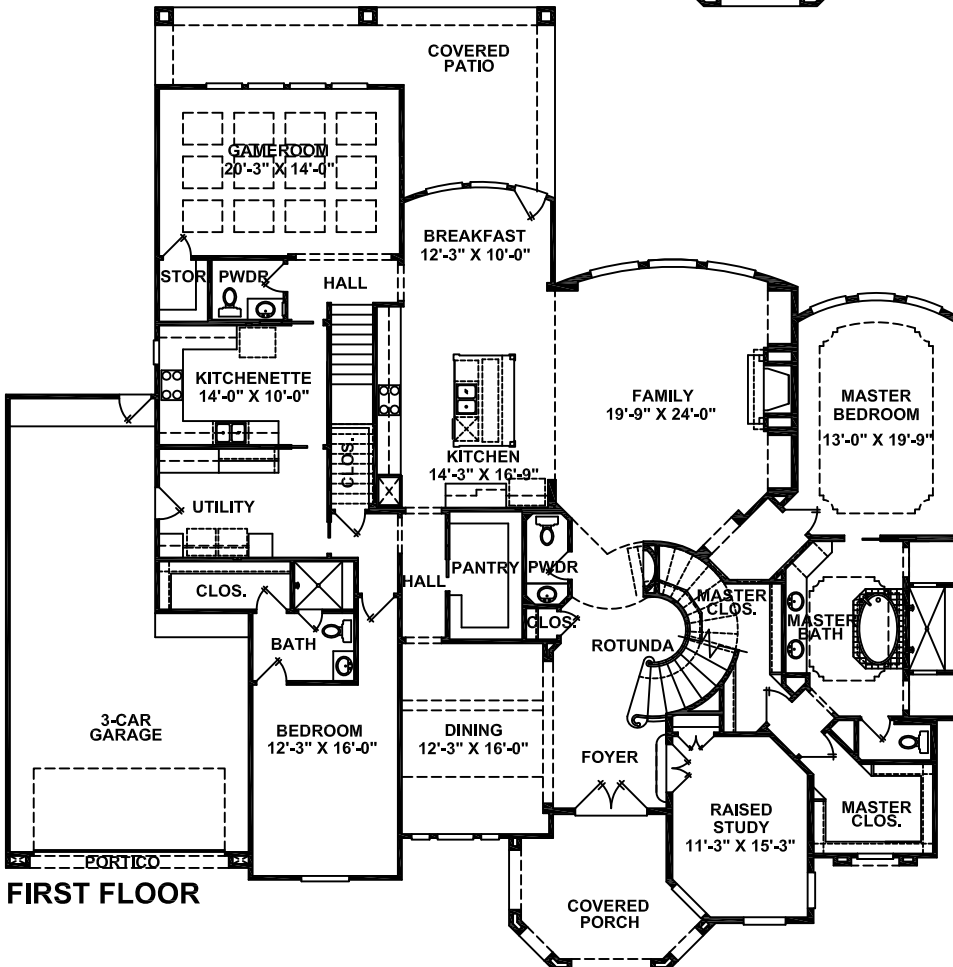 COVERED
PATIO
GAMEROOM
20'-3" X 14'-0"
BREAKFAST
12'-3" X 10'-0"
STOR
PWDR
HALL
KITCHENETTE
14'-0" X 10'-0"
FAMILY
19'-9" X 24'-0"
MASTER
BEDROOM
13'-0" X 19'-9"
CLOS.
KITCHEN
14'-3" X 16'-9"
UTILITY
CLOS.
HALL
PANTRY
PWDR
CLOS.
MASTER
CLOS.
MASTER
BATH
BATH
ROTUNDA
3-CAR
GARAGE
BEDROOM
12'-3" X 16'-0"
DINING
12'-3" X 16'-0"
FOYER
RAISED
STUDY
11'-3" X 15'-3"
MASTER
CLOS.
PORTICO
FIRST FLOOR
COVERED
PORCH